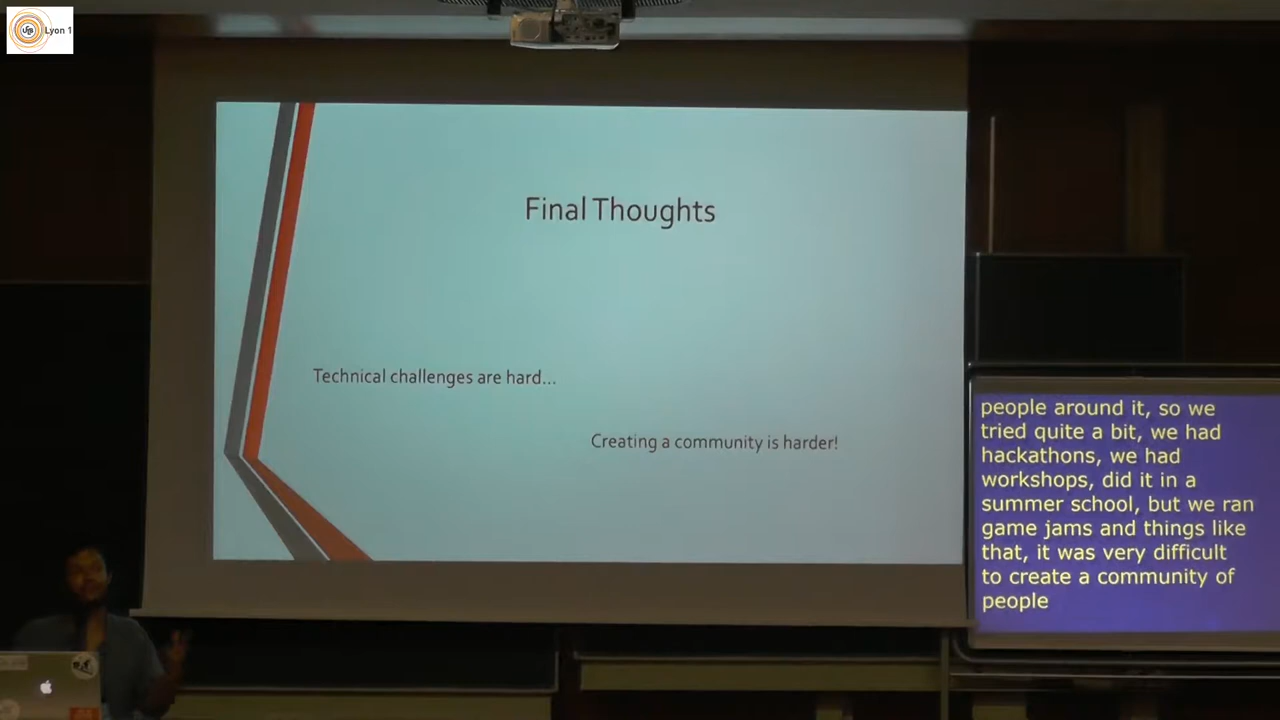 Lyon 1
Final Thoughts
Technical challenges are hard...
Creating a community is harder!
people around it, so we
tried quite a bit, we had
hackathons, we had
workshops, did it in a
summer school, but we ran
game jams and things like
that, it was very difficult
to create a community of
people